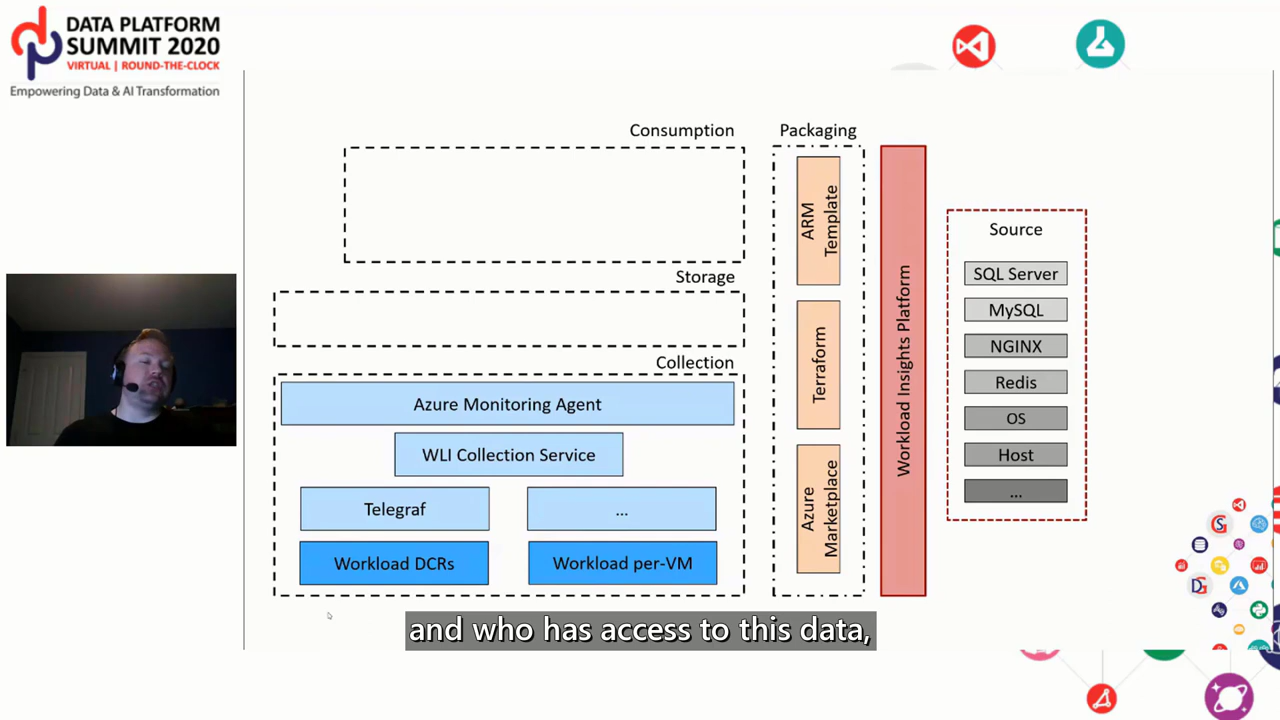 DATA PLATFORM
SUMMIT 2020
VIRTUAL | ROUND-THE-CLOCK
Empowering Data & AI Transformation
Consumption
Storage
Collection
Azure Monitoring Agent
WLI Collection Service
Telegraf
...
Workload DCRs
Workload per-VM
Packaging
ARM
Template
Terraform
Azure
Marketplace
Workload Insights Platform
Source
SQL Server
MySQL
NGINX
Redis
OS
Host
...
and who has access to this data,